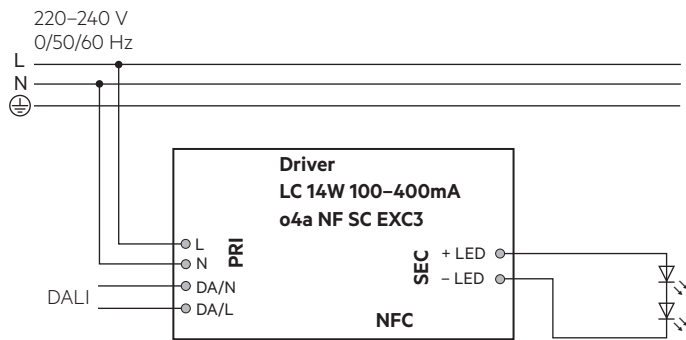 220–240 V
0/50/60 Hz
L
N
Driver
LC 14W 100–400mA
o4a NF SC EXC3
L
N
PRI
DA/N
DA/L
DALI
SEC
+ LED
– LED
NFC